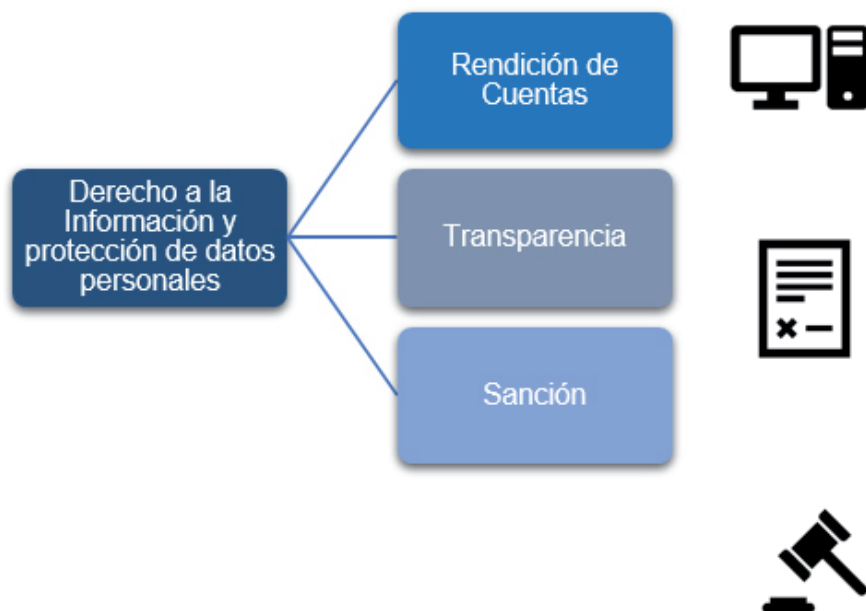 Derecho a la
Información y
protección de datos
personales
Rendición de
Cuentas
Transparencia
Sanción